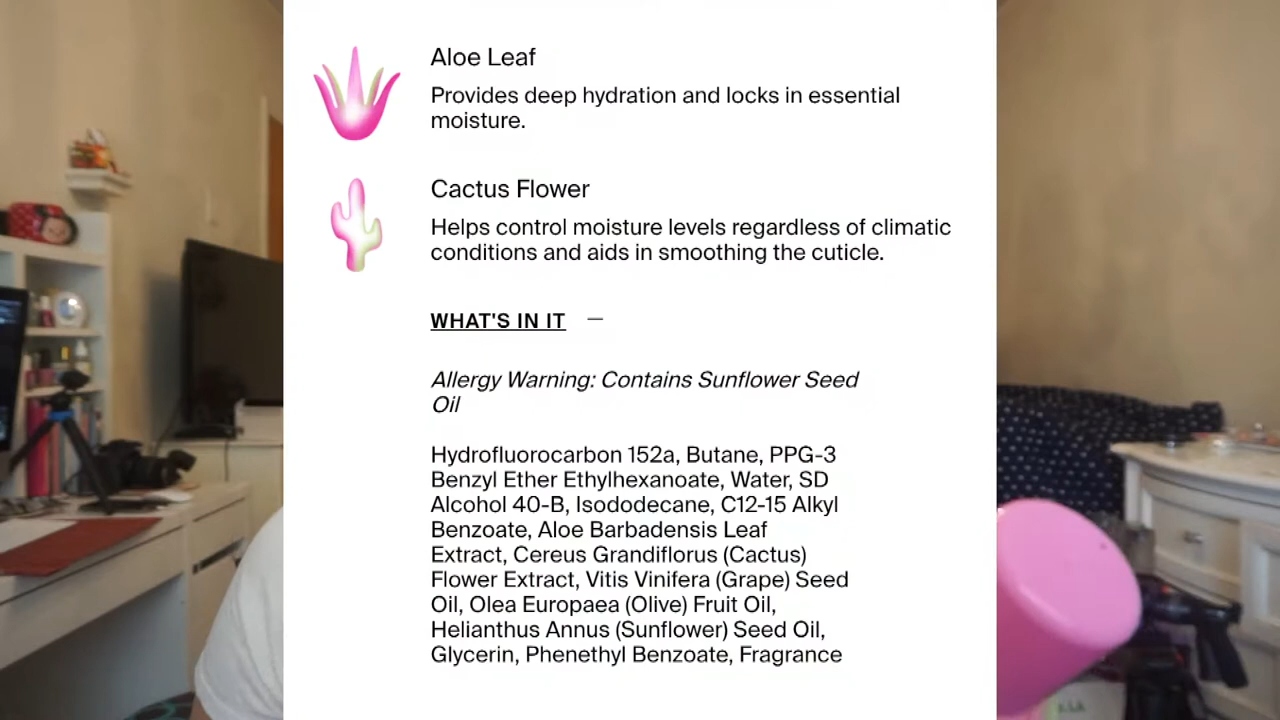 Aloe Leaf
Provides deep hydration and locks in essential
moisture.
Cactus Flower
Helps control moisture levels regardless of climatic
conditions and aids in smoothing the cuticle.
WHAT'S IN IT —
Allergy Warning: Contains Sunflower Seed
Oil
Hydrofluorocarbon 152a, Butane, PPG-3
Benzyl Ether Ethylhexanoate, Water, SD
Alcohol 40-B, Isododecane, C12-15 Alkyl
Benzoate, Aloe Barbadensis Leaf
Extract, Cereus Grandiflorus (Cactus)
Flower Extract, Vitis Vinifera (Grape) Seed
Oil, Olea Europaea (Olive) Fruit Oil,
Helianthus Annus (Sunflower) Seed Oil,
Glycerin, Phenethyl Benzoate, Fragrance